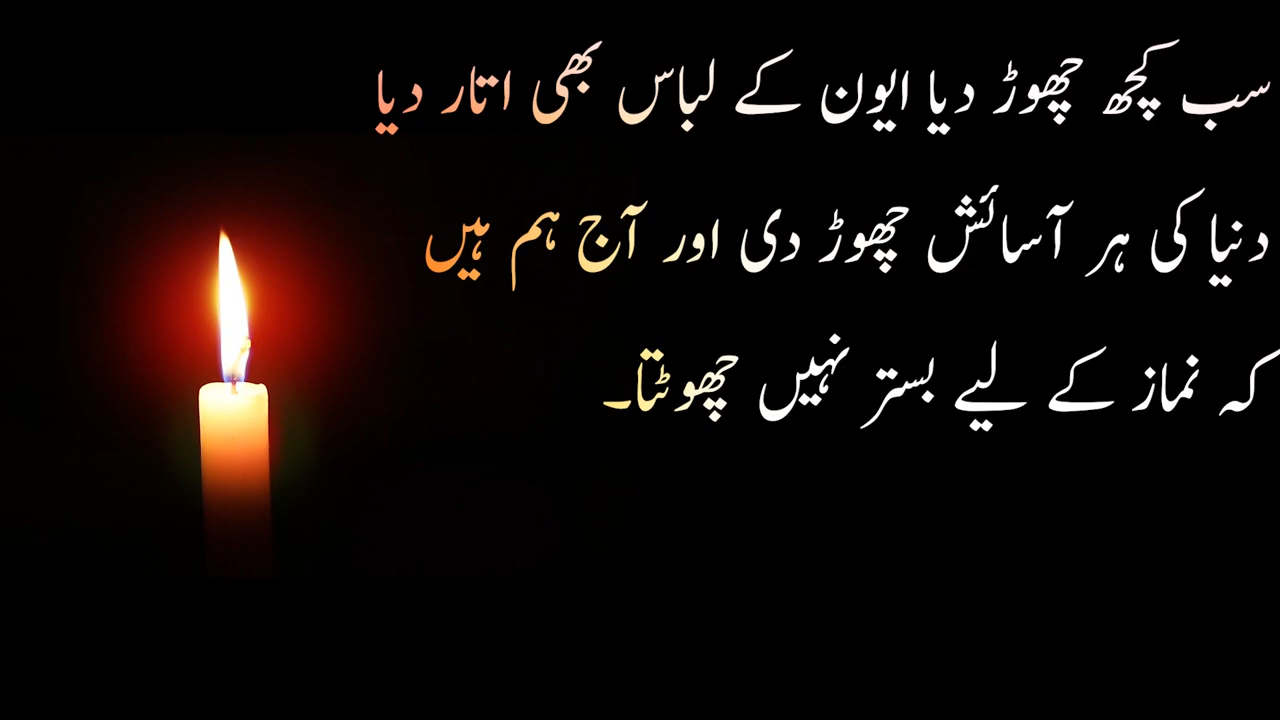 سب کچھ چھوڑ دیا ایون کے لباس بھی اتار دیا
دنیا کی ہر آسائش چھوڑ دی اور آج ہم ہیں
کہ نماز کے لیے بستر نہیں چھوٹتا۔